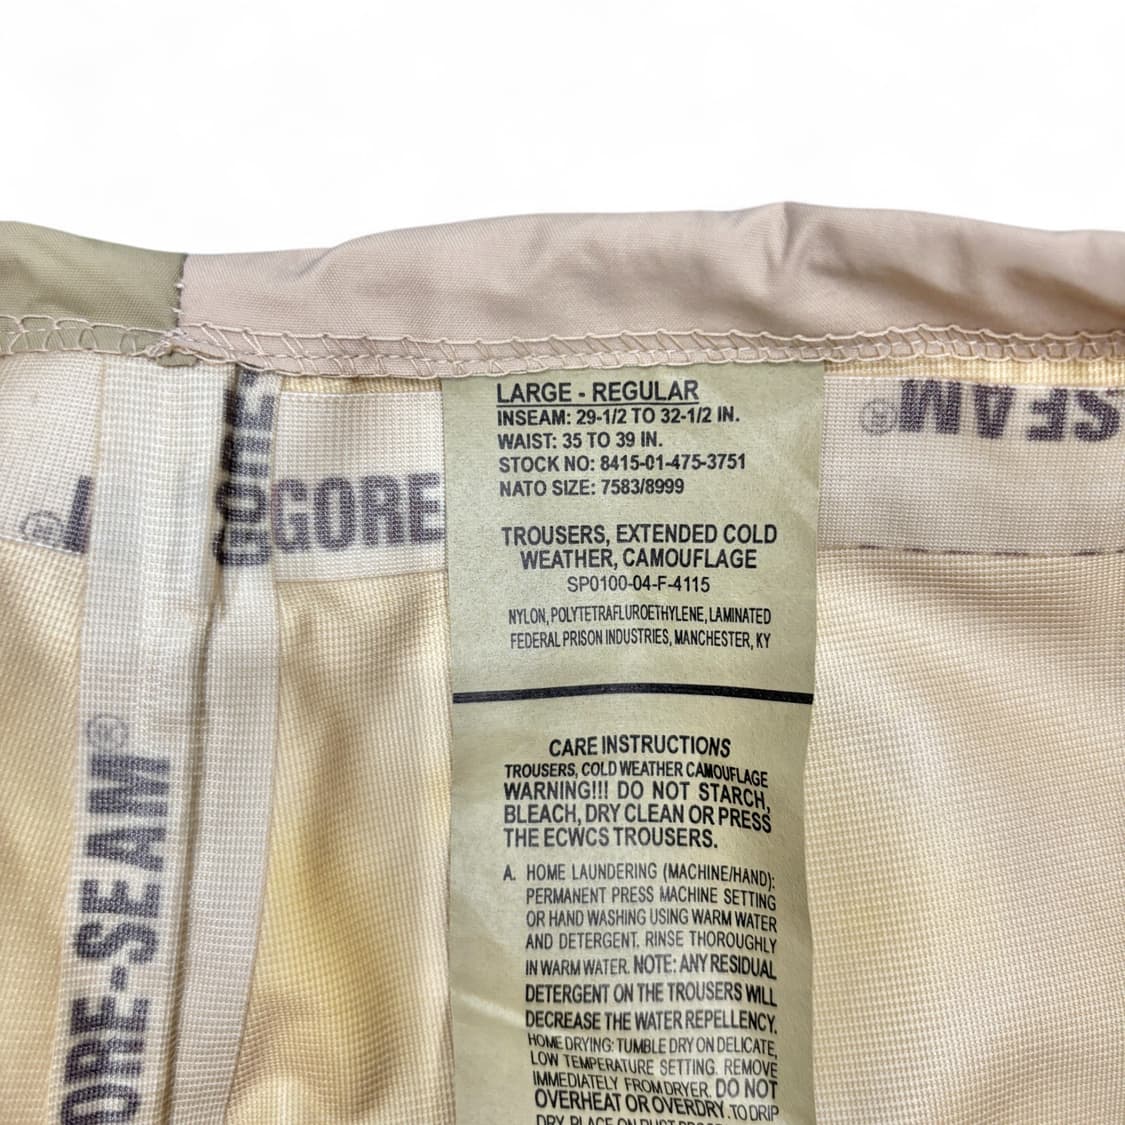 LARGE - REGULAR
INSEAM: 29-1/2 TO 32-1/2 IN.
WAIST: 35 TO 39 IN.
STOCK NO: 8415-01-475-3751
NATO SIZE: 7583/8999
TROUSERS, EXTENDED COLD
WEATHER, CAMOUFLAGE
SP0100-04-F-4115
NYLON, POLYTETRAFLUROETHYLENE, LAMINATED
FEDERAL PRISON INDUSTRIES, MANCHESTER, KY
CARE INSTRUCTIONS
TROUSERS, COLD WEATHER CAMOUFLAGE
WARNING!!! DO NOT STARCH,
BLEACH, DRY CLEAN OR PRESS
THE ECWCS TROUSERS.
A. HOME LAUNDERING (MACHINE/HAND):
PERMANENT PRESS MACHINE SETTING
OR HAND WASHING USING WARM WATER
AND DETERGENT. RINSE THOROUGHLY
IN WARM WATER. NOTE: ANY RESIDUAL
DETERGENT ON THE TROUSERS WILL
DECREASE THE WATER REPELLENCY.
HOME DRYING: TUMBLE DRY ON DELICATE,
LOW TEMPERATURE SETTING. REMOVE
IMMEDIATELY FROM DRYER. DO NOT
OVERHEAT OR OVERDRY. TO DRIP
GORE
GORE
ORE-SEAM®
-SEAM®